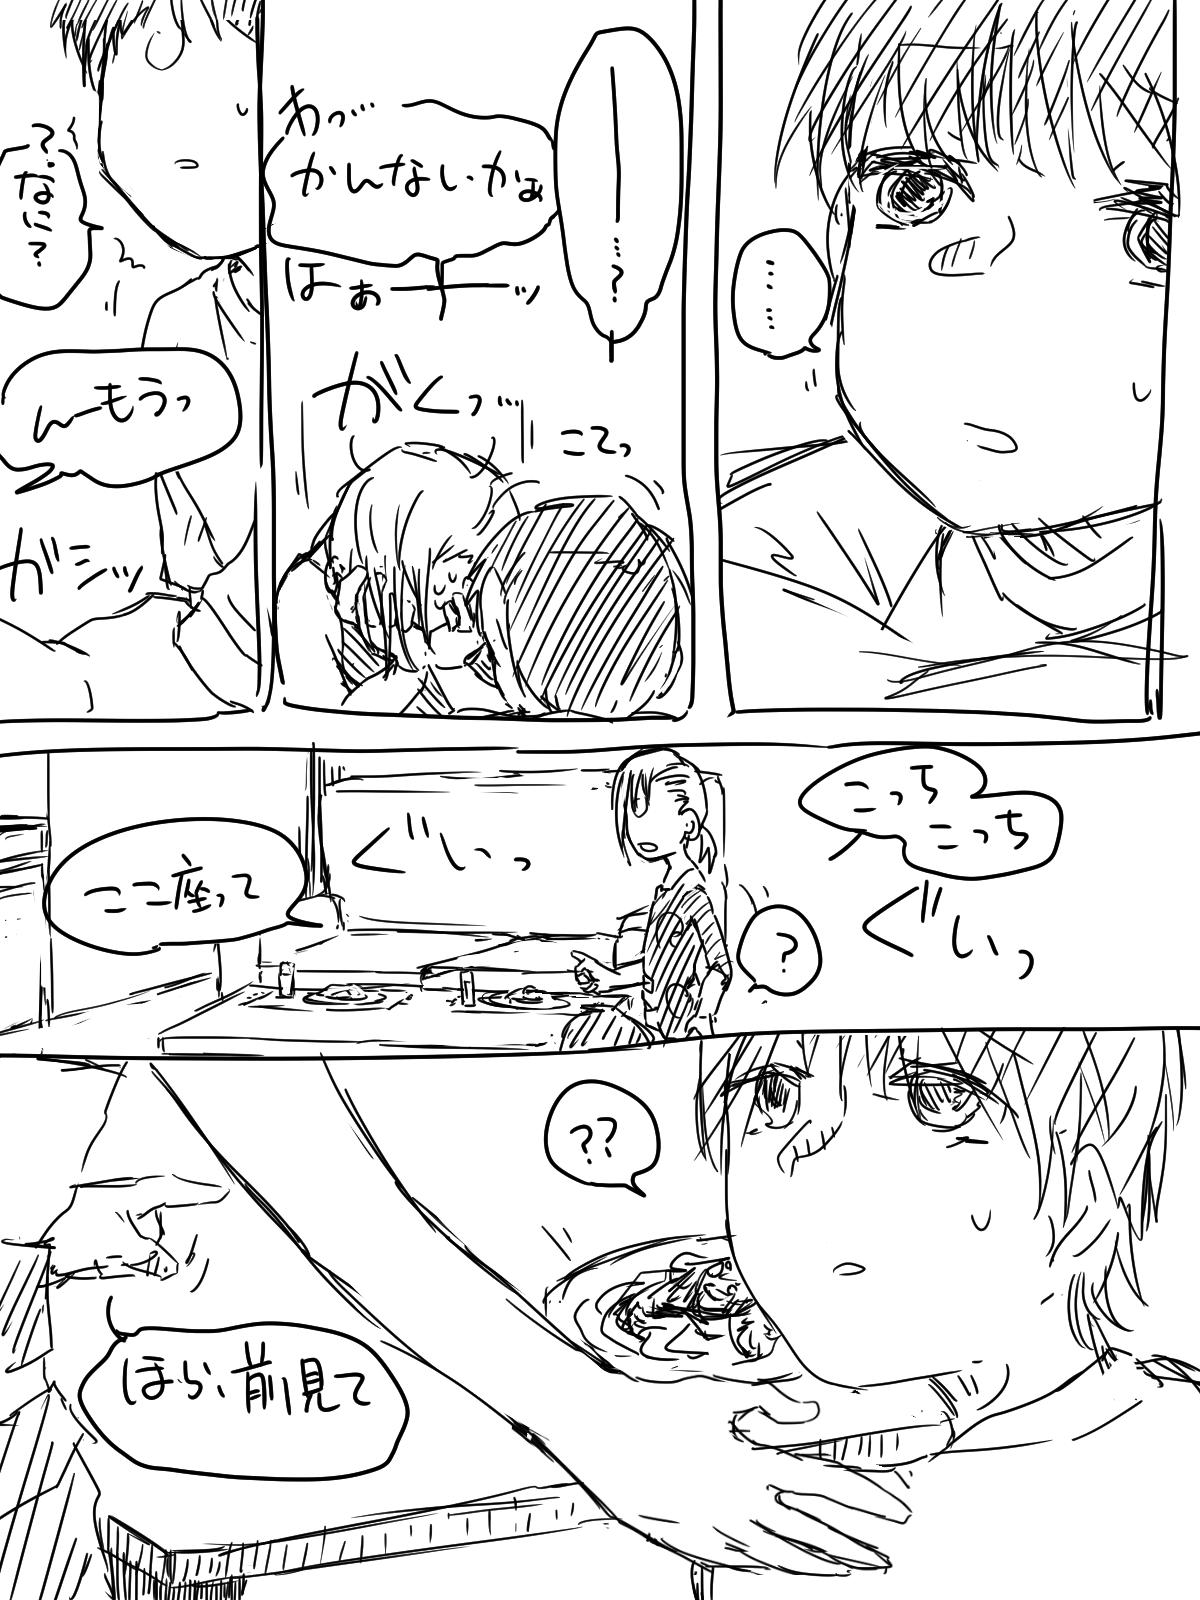 ……
――…?
わっ…
かんないかぁ
はぁーーッ
がくっ…
こてっ
?
なに?
んーもうっ
ガシッ
こっち
こっち
ぐいっ
?
ぐいっ
ここ座って
??
ほら、前見て